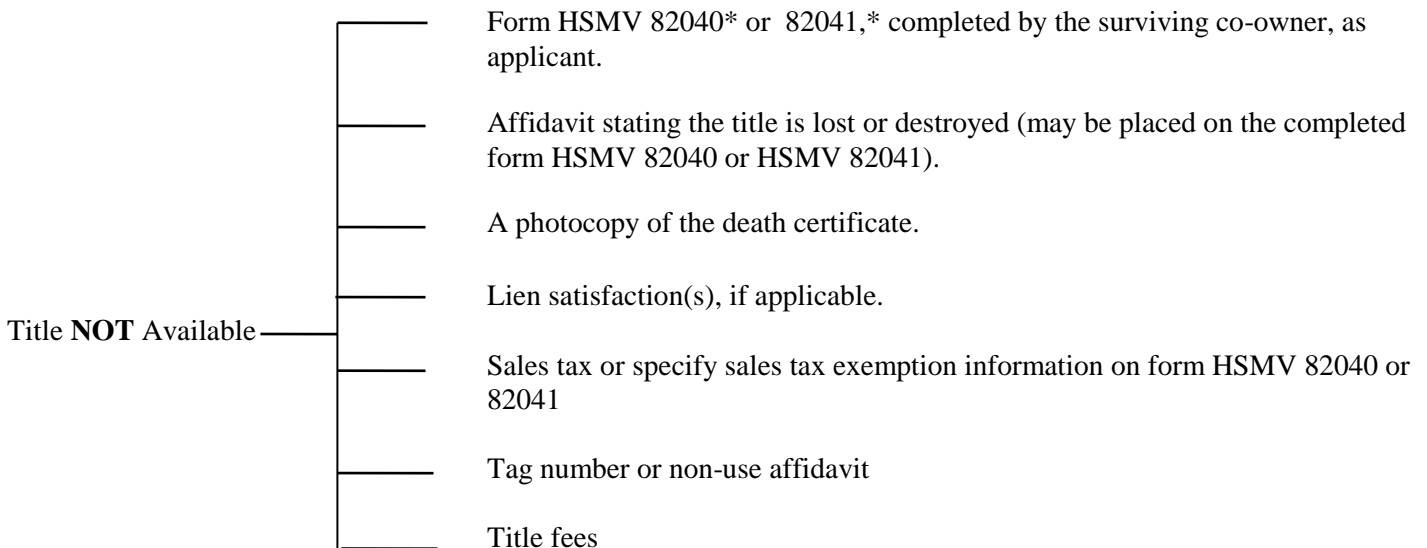 Form HSMV 82040* or 82041,* completed by the surviving co-owner, as
applicant.
Affidavit stating the title is lost or destroyed (may be placed on the completed
form HSMV 82040 or HSMV 82041).
A photocopy of the death certificate.
Lien satisfaction(s), if applicable.
Title NOT Available
Sales tax or specify sales tax exemption information on form HSMV 82040 or
82041
Tag number or non-use affidavit
Title fees